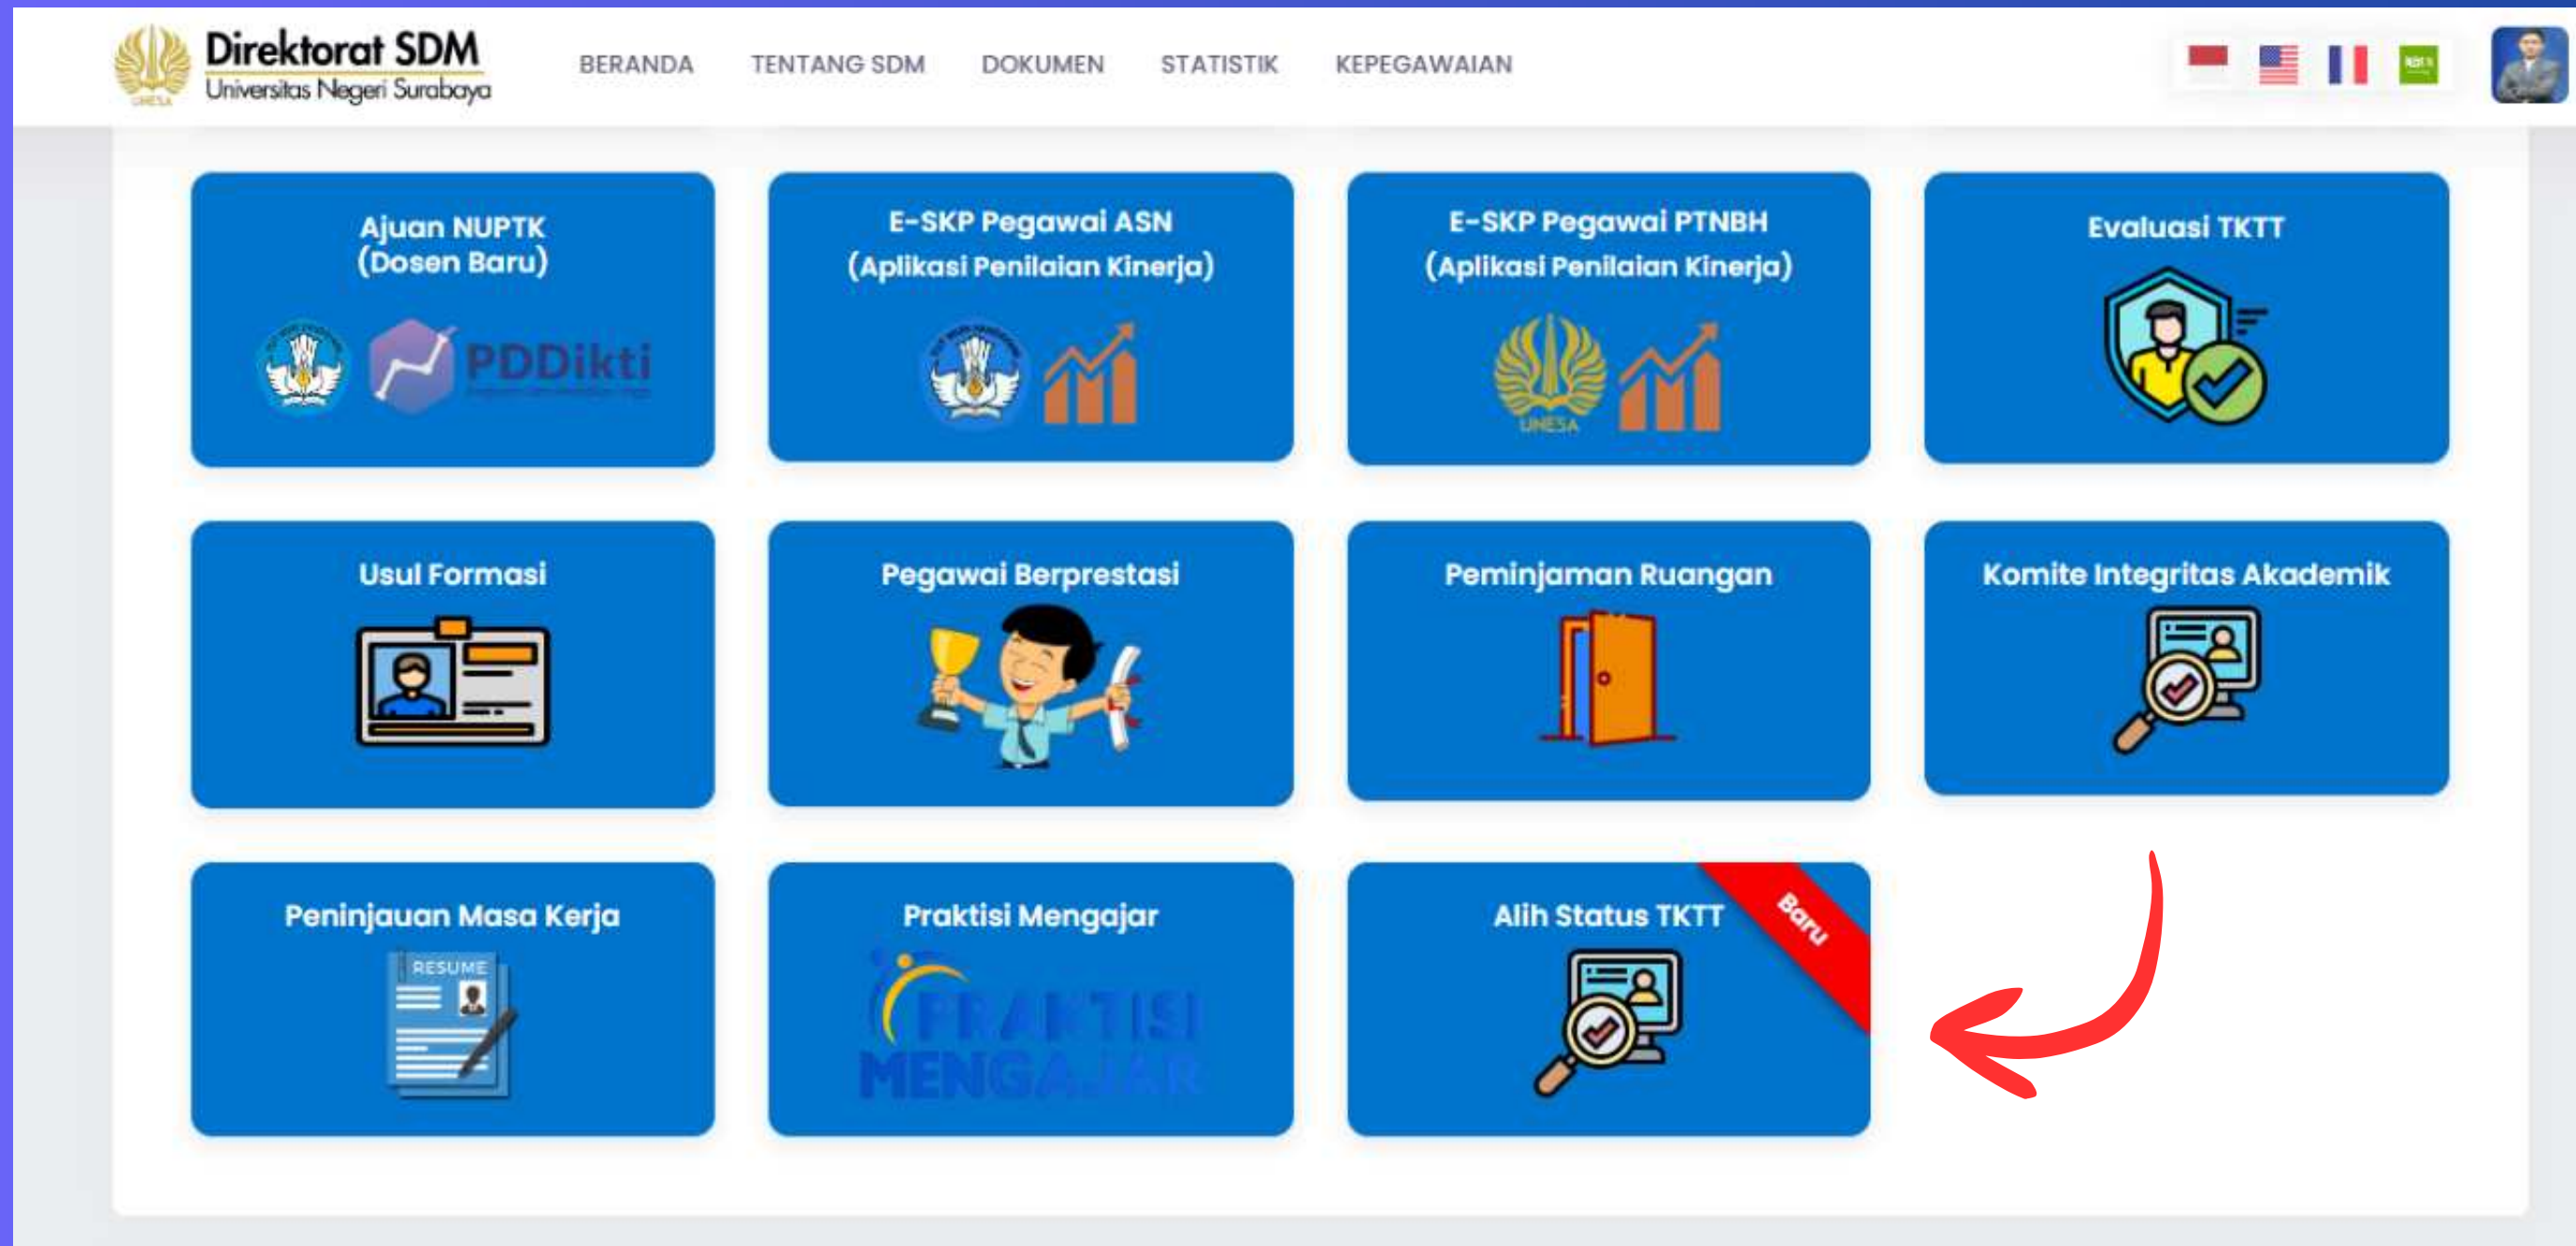 Direktorat SDM
Universitas Negeri Surabaya
UNESA
BERANDA TENTANG SDM DOKUMEN STATISTIK KEPEGAWAIAN
Ajuan NUPTK
(Dosen Baru)
PDDikti
E-SKP Pegawai ASN
(Aplikasi Penilaian Kinerja)
E-SKP Pegawai PTNBH
(Aplikasi Penilaian Kinerja)
UNESA
Evaluasi TKTT
Usul Formasi
Pegawai Berprestasi
Peminjaman Ruangan
Komite Integritas Akademik
Peninjauan Masa Kerja
RESUME
Praktisi Mengajar
PRAKTISI
MENGAJAR
Alih Status TKTT
Baru